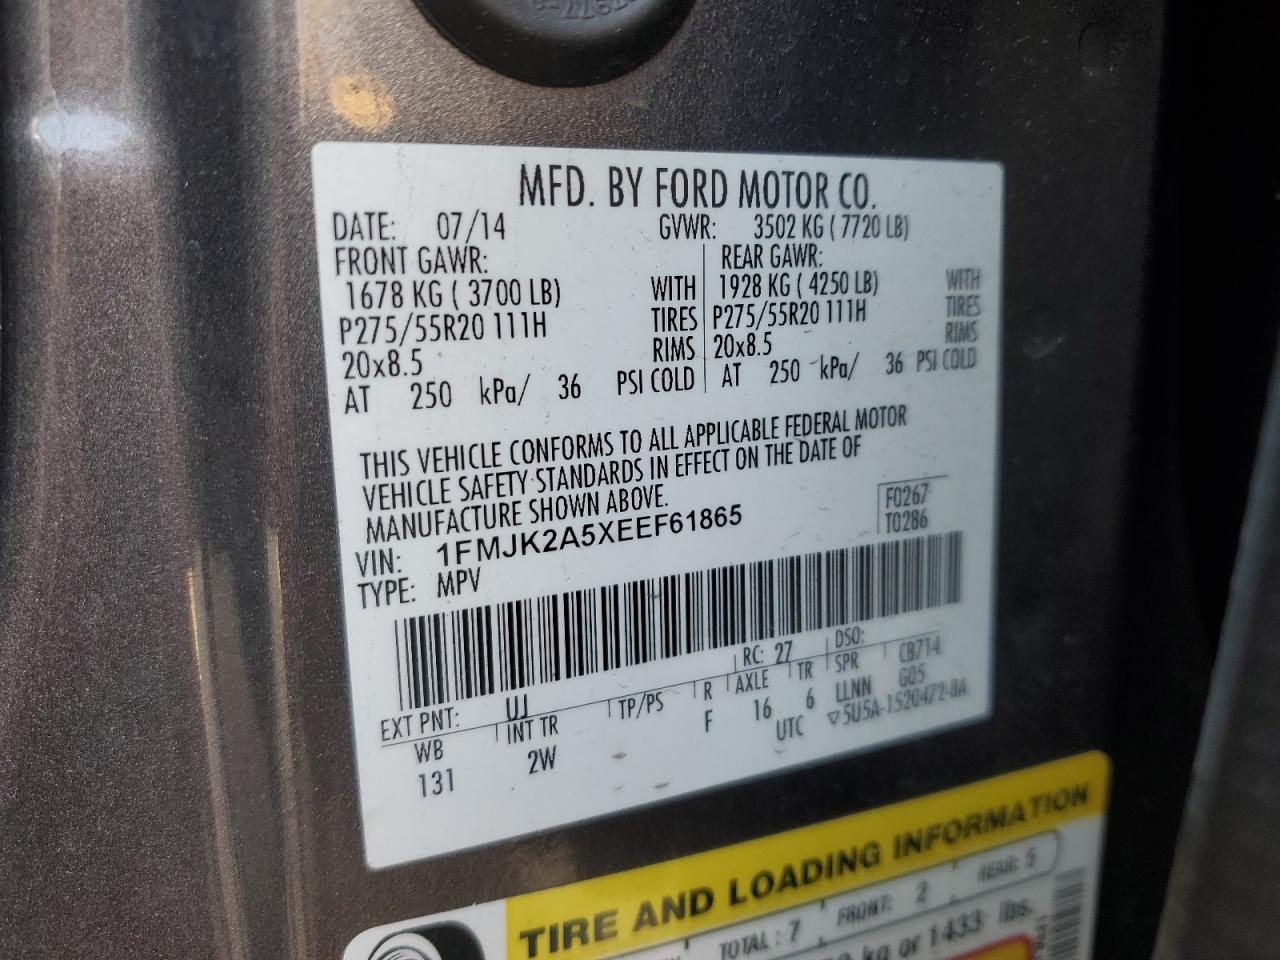 MFD. BY FORD MOTOR CO.
DATE: 07/14 GVWR: 3502 KG ( 7720 LB)
FRONT GAWR: REAR GAWR:
1678 KG ( 3700 LB) WITH 1928 KG ( 4250 LB) WITH
P275/55R20 111H TIRES P275/55R20 111H TIRES
20x8.5 RIMS 20x8.5 RIMS
AT 250 kPa/ 36 PSI COLD AT 250 kPa/ 36 PSI COLD
THIS VEHICLE CONFORMS TO ALL APPLICABLE FEDERAL MOTOR
VEHICLE SAFETY STANDARDS IN EFFECT ON THE DATE OF
MANUFACTURE SHOWN ABOVE.
F0267
T0286
VIN: 1FMJK2A5XEEF61865
TYPE: MPV
EXT PNT: UJ RC: 27 DSO:
WB INT TR TP/PS R AXLE TR SPR CB714
131 2W F 16 6 LLNN G05
UTC ▽5U5A-1520472-8A
TIRE AND LOADING INFORMATION
TOTAL : 7 FRONT: 2 REAR: 5
kg or 1433 lbs.